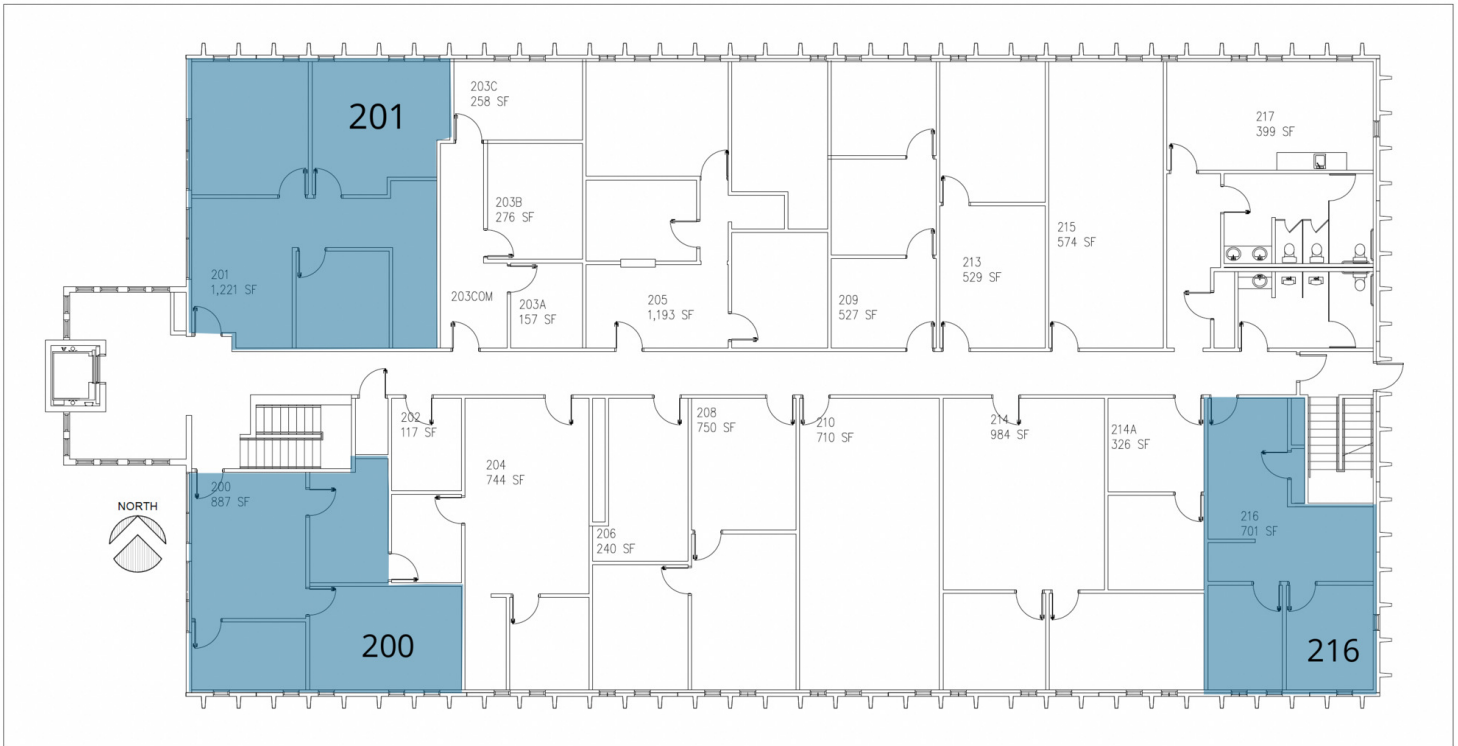 201
203C
258 SF
217
399 SF
203B
276 SF
215
574 SF
213
529 SF
201
1,221 SF
203COM
203A
157 SF
205
1,193 SF
209
527 SF
202
117 SF
208
750 SF
210
710 SF
214
984 SF
214A
326 SF
204
744 SF
200
887 SF
NORTH
206
240 SF
216
701 SF
200
216